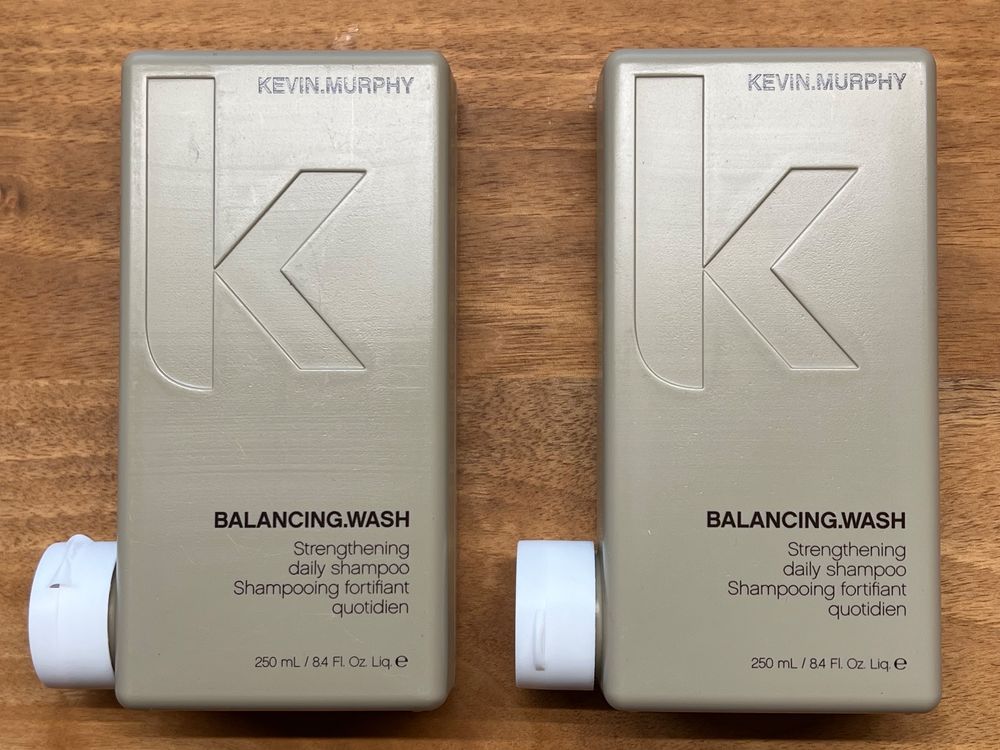 KEVIN.MURPHY
K
BALANCING.WASH
Strengthening
daily shampoo
Shampooing fortifiant
quotidien
250 mL / 8.4 Fl. Oz. Liq. ℮
KEVIN.MURPHY
K
BALANCING.WASH
Strengthening
daily shampoo
Shampooing fortifiant
quotidien
250 mL / 8.4 Fl. Oz. Liq. ℮